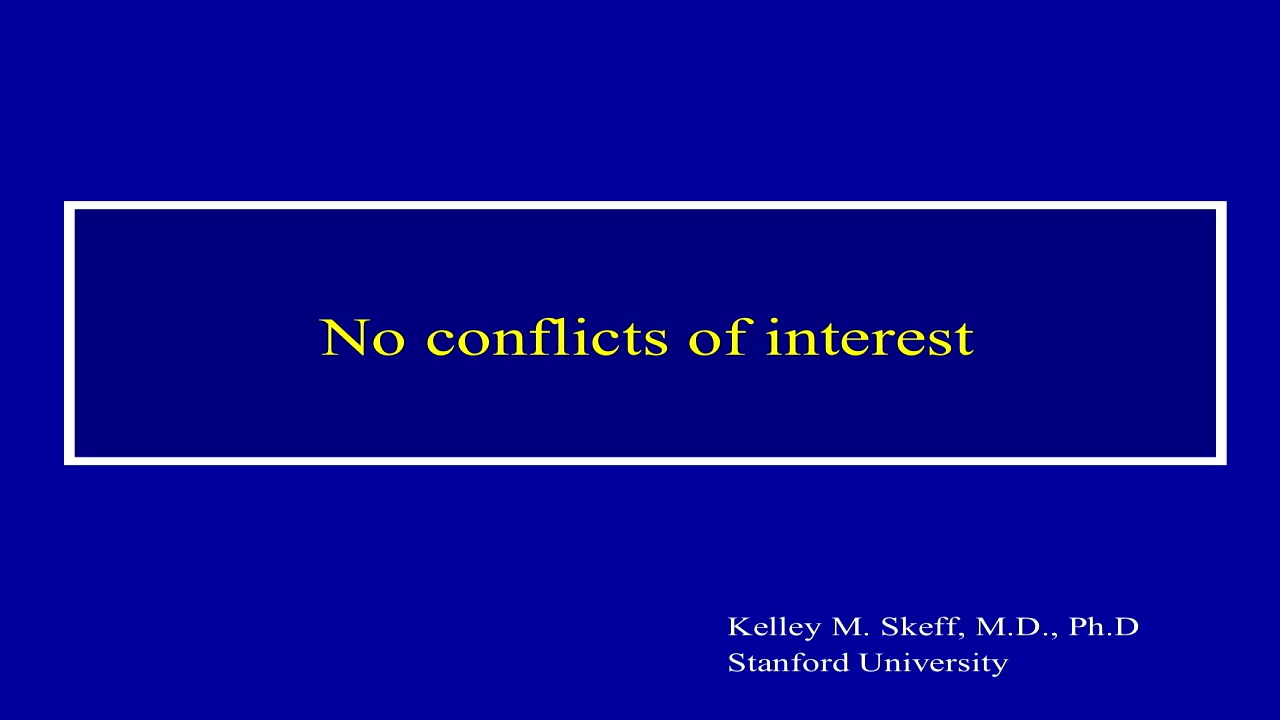 No conflicts of interest
Kelley M. Skeff, M.D., Ph.D
Stanford University